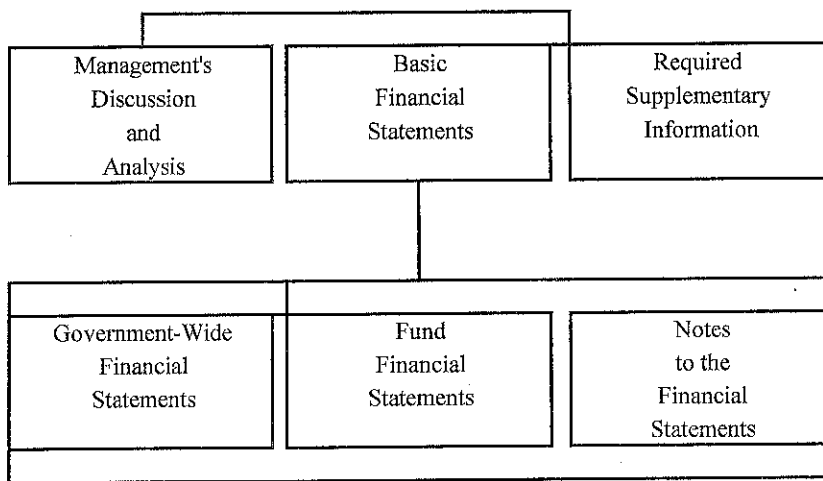 Management's
Discussion
and
Analysis
Basic
Financial
Statements
Required
Supplementary
Information
Government-Wide
Financial
Statements
Fund
Financial
Statements
Notes
to the
Financial
Statements